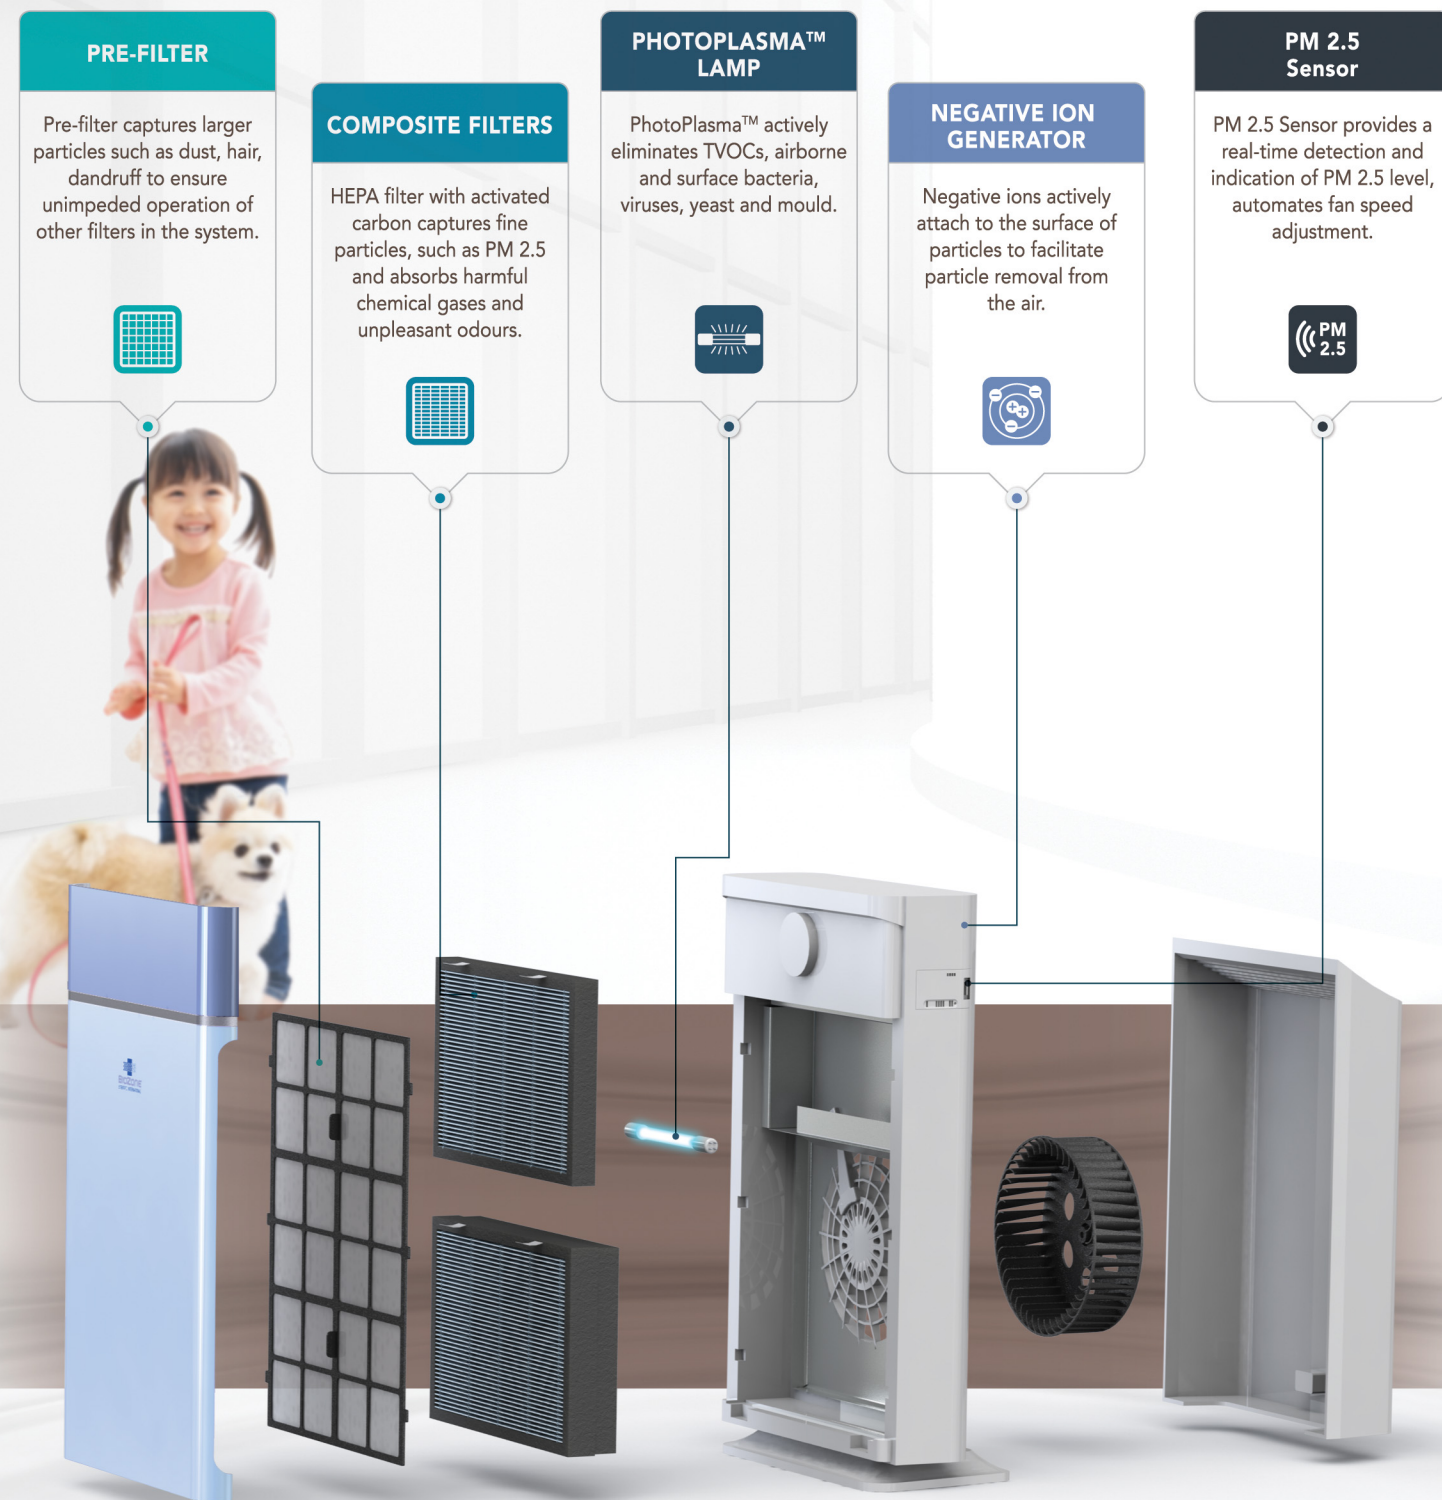 PRE-FILTER
Pre-filter captures larger
particles such as dust, hair,
dandruff to ensure
unimpeded operation of
other filters in the system.
COMPOSITE FILTERS
HEPA filter with activated
carbon captures fine
particles, such as PM 2.5
and absorbs harmful
chemical gases and
unpleasant odours.
PHOTOPLASMA™
LAMP
PhotoPlasma™ actively
eliminates TVOCs, airborne
and surface bacteria,
viruses, yeast and mould.
NEGATIVE ION
GENERATOR
Negative ions actively
attach to the surface of
particles to facilitate
particle removal from
the air.
PM 2.5
Sensor
PM 2.5 Sensor provides a
real-time detection and
indication of PM 2.5 level,
automates fan speed
adjustment.
PM
2.5